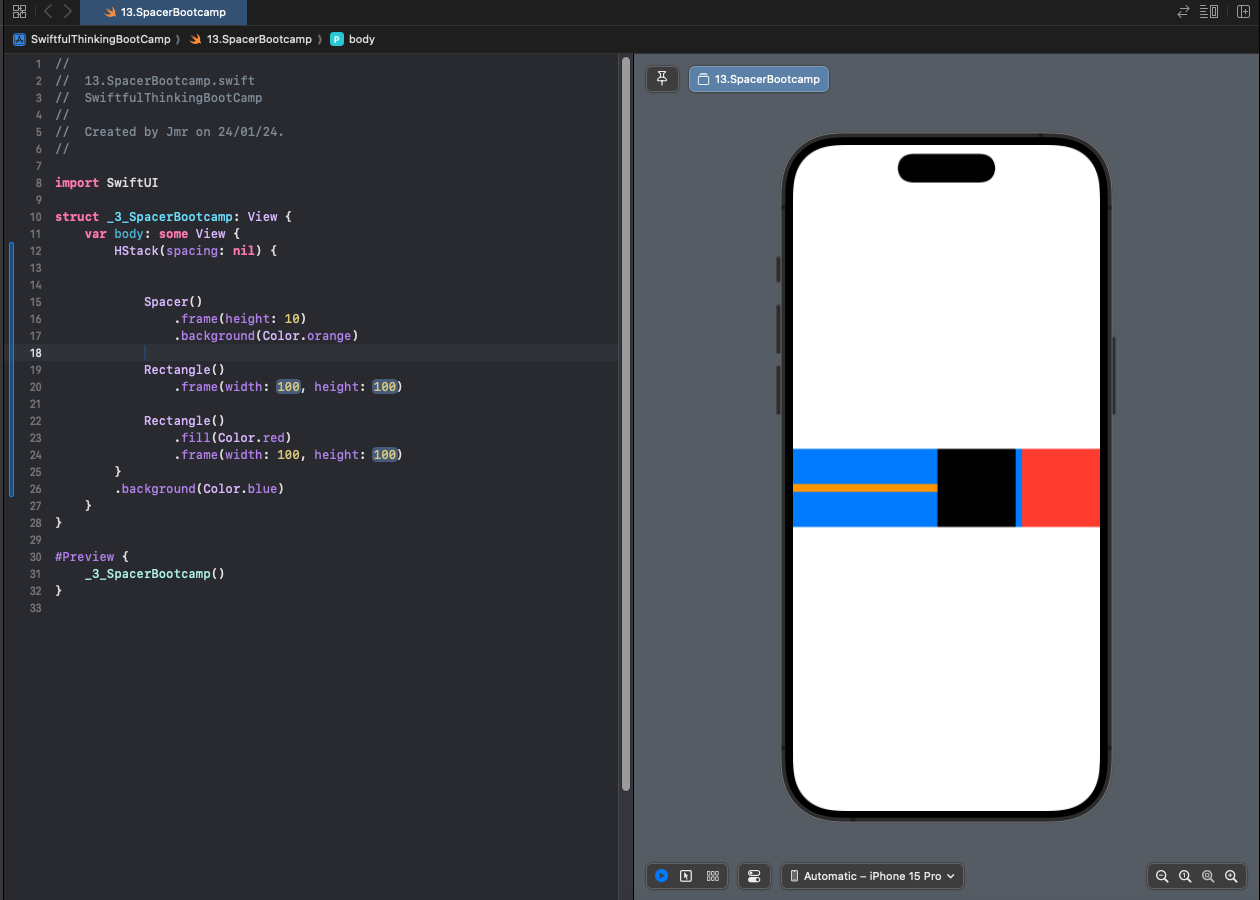 13.SpacerBootcamp
SwiftfulThinkingBootCamp 〉 13.SpacerBootcamp 〉 P body
1 //
2 //  13.SpacerBootcamp.swift
3 //  SwiftfulThinkingBootCamp
4 //
5 //  Created by Jmr on 24/01/24.
6 //
7
8 import SwiftUI
9
10 struct _3_SpacerBootcamp: View {
11     var body: some View {
12         HStack(spacing: nil) {
13
14
15             Spacer()
16                 .frame(height: 10)
17                 .background(Color.orange)
18
19             Rectangle()
20                 .frame(width: 100, height: 100)
21
22             Rectangle()
23                 .fill(Color.red)
24                 .frame(width: 100, height: 100)
25         }
26         .background(Color.blue)
27     }
28 }
29
30 #Preview {
31     _3_SpacerBootcamp()
32 }
33
13.SpacerBootcamp
Automatic – iPhone 15 Pro